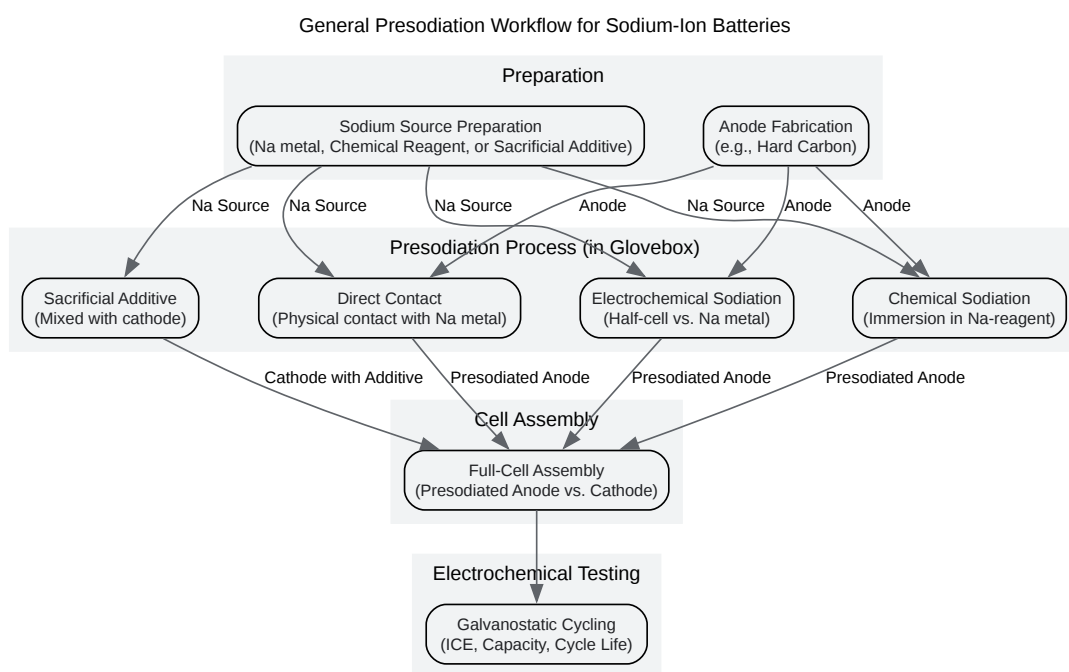 General Presodiation Workflow for Sodium-Ion Batteries
Preparation
Sodium Source Preparation
(Na metal, Chemical Reagent, or Sacrificial Additive)
Anode Fabrication
(e.g., Hard Carbon)
Na Source
Na Source
Na Source
Anode
Na Source
Anode
Anode
Presodiation Process (in Glovebox)
Sacrificial Additive
(Mixed with cathode)
Direct Contact
(Physical contact with Na metal)
Electrochemical Sodiation
(Half-cell vs. Na metal)
Chemical Sodiation
(Immersion in Na-reagent)
Cathode with Additive
Presodiated Anode
Presodiated Anode
Presodiated Anode
Cell Assembly
Full-Cell Assembly
(Presodiated Anode vs. Cathode)
Electrochemical Testing
Galvanostatic Cycling
(ICE, Capacity, Cycle Life)